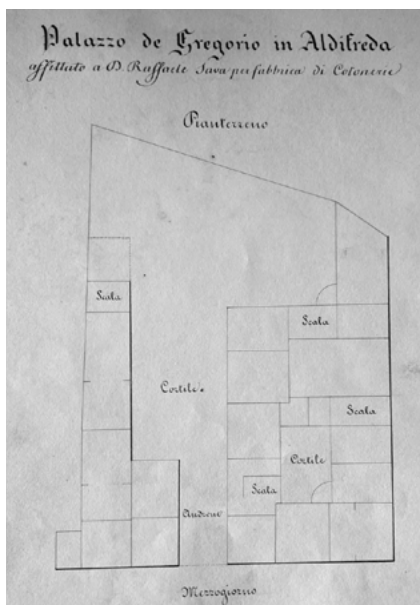 Palazzo de Gregorio in Aldifreda
affittato a D. Raffaele Sava per fabbrica di Cotonerie
Pianterreno
Scala
Scala
Cortile
Scala
Cortile
Scala
Androne
Mezzogiorno